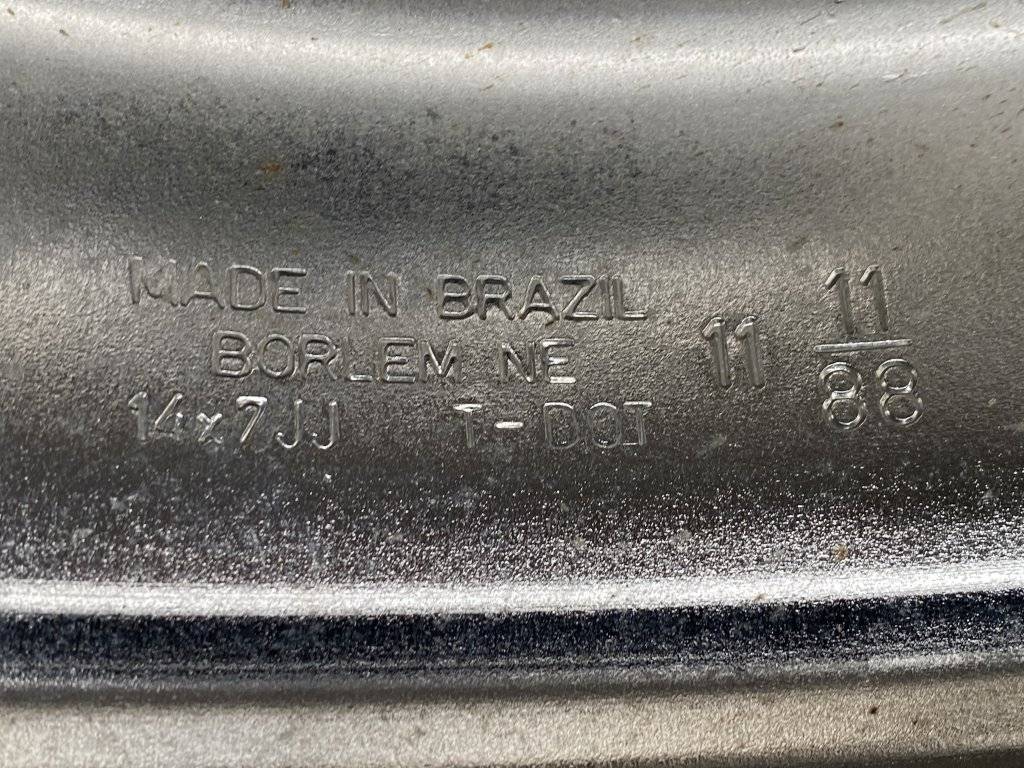 MADE IN BRAZIL
BORLEM NE
14x7JJ T-DOT
11
11
88